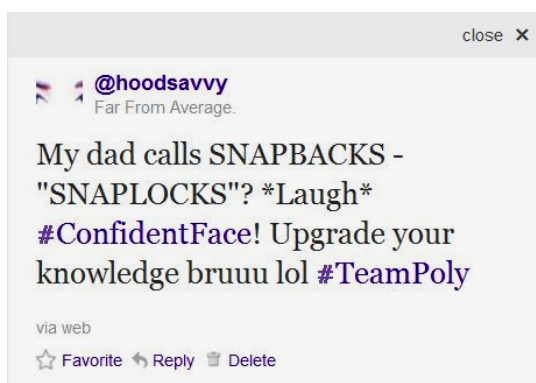 close ×
@hoodsavvy
Far From Average.
My dad calls SNAPBACKS -
"SNAPLOCKS"? *Laugh*
#ConfidentFace! Upgrade your
knowledge bruuu lol #TeamPoly
via web
Favorite Reply Delete